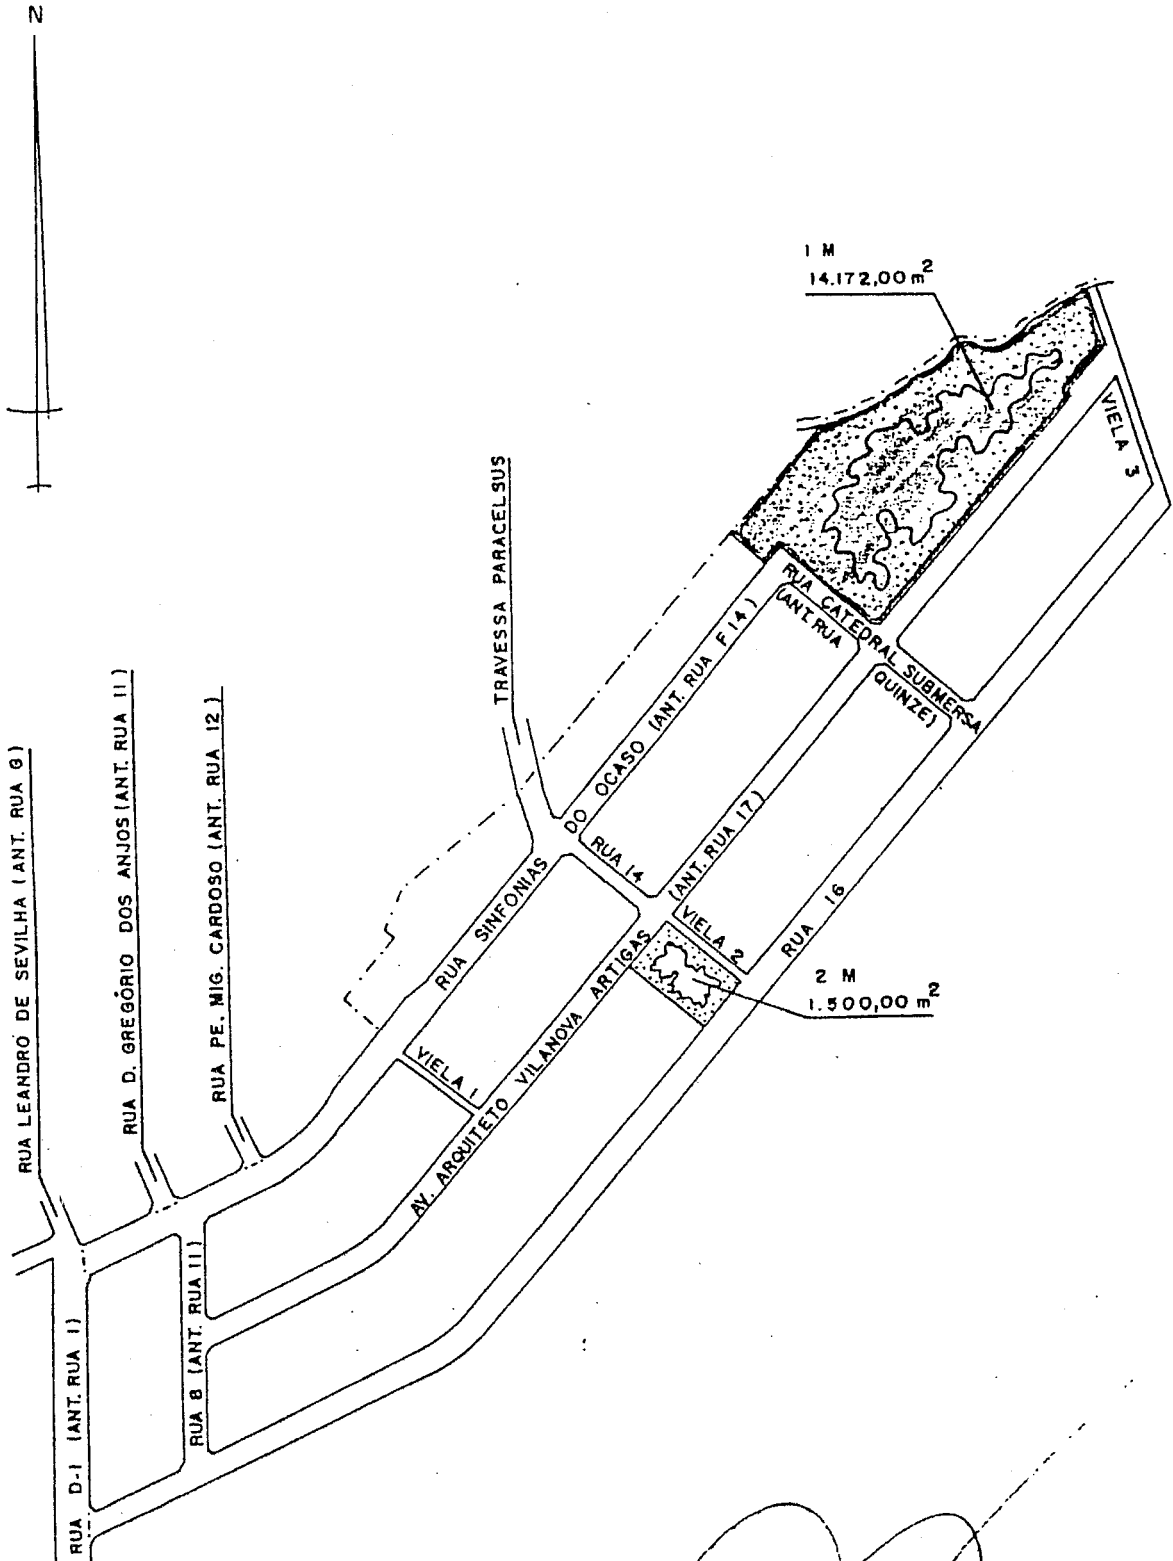 N
1 M
14.172,00 m²
VIELA 3
TRAVESSA PARACELSUS
RUA CATEDRAL SUBMERSA
(ANT. RUA QUINZE)
RUA SINFONIAS DO OCASO (ANT. RUA F 14)
RUA 14
AV. ARQUITETO VILANOVA ARTIGAS (ANT. RUA 17)
VIELA 2
RUA 16
2 M
1.500,00 m²
VIELA 1
RUA LEANDRO DE SEVILHA (ANT. RUA G)
RUA D. GREGÓRIO DOS ANJOS (ANT. RUA 11)
RUA PE. MIG. CARDOSO (ANT. RUA 12)
RUA 8 (ANT. RUA 11)
RUA D-1 (ANT. RUA 1)